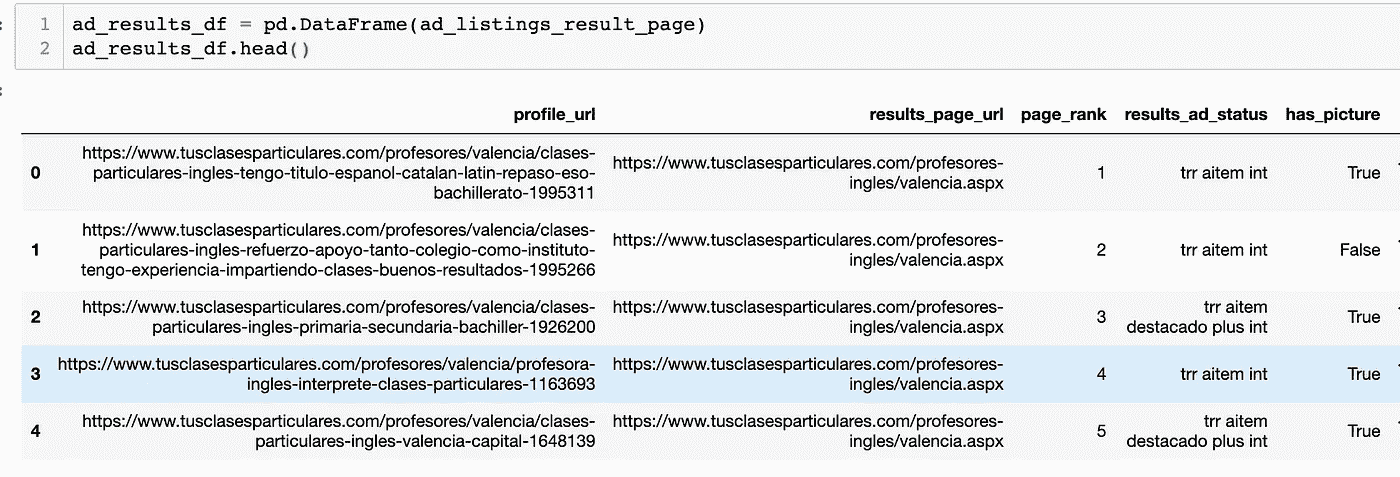 1 ad_results_df = pd.DataFrame(ad_listings_result_page)
2 ad_results_df.head()
profile_url results_page_url page_rank results_ad_status has_picture
0 https://www.tusclasesparticulares.com/profesores/valencia/clases-
particulares-ingles-tengo-titulo-espanol-catalan-latin-repaso-eso-
bachillerato-1995311
https://www.tusclasesparticulares.com/profesores-
ingles/valencia.aspx
1 trr aitem int True
1 https://www.tusclasesparticulares.com/profesores/valencia/clases-
particulares-ingles-refuerzo-apoyo-tanto-colegio-como-instituto-
tengo-experiencia-impartiendo-clases-buenos-resultados-1995266
https://www.tusclasesparticulares.com/profesores-
ingles/valencia.aspx
2 trr aitem int False
2 https://www.tusclasesparticulares.com/profesores/valencia/clases-
particulares-ingles-primaria-secundaria-bachiller-1926200
https://www.tusclasesparticulares.com/profesores-
ingles/valencia.aspx
3 trr aitem
destacado plus int
True
3 https://www.tusclasesparticulares.com/profesores/valencia/profesora-
ingles-interprete-clases-particulares-1163693
https://www.tusclasesparticulares.com/profesores-
ingles/valencia.aspx
4 trr aitem int True
4 https://www.tusclasesparticulares.com/profesores/valencia/clases-
particulares-ingles-valencia-capital-1648139
https://www.tusclasesparticulares.com/profesores-
ingles/valencia.aspx
5 trr aitem
destacado plus int
True